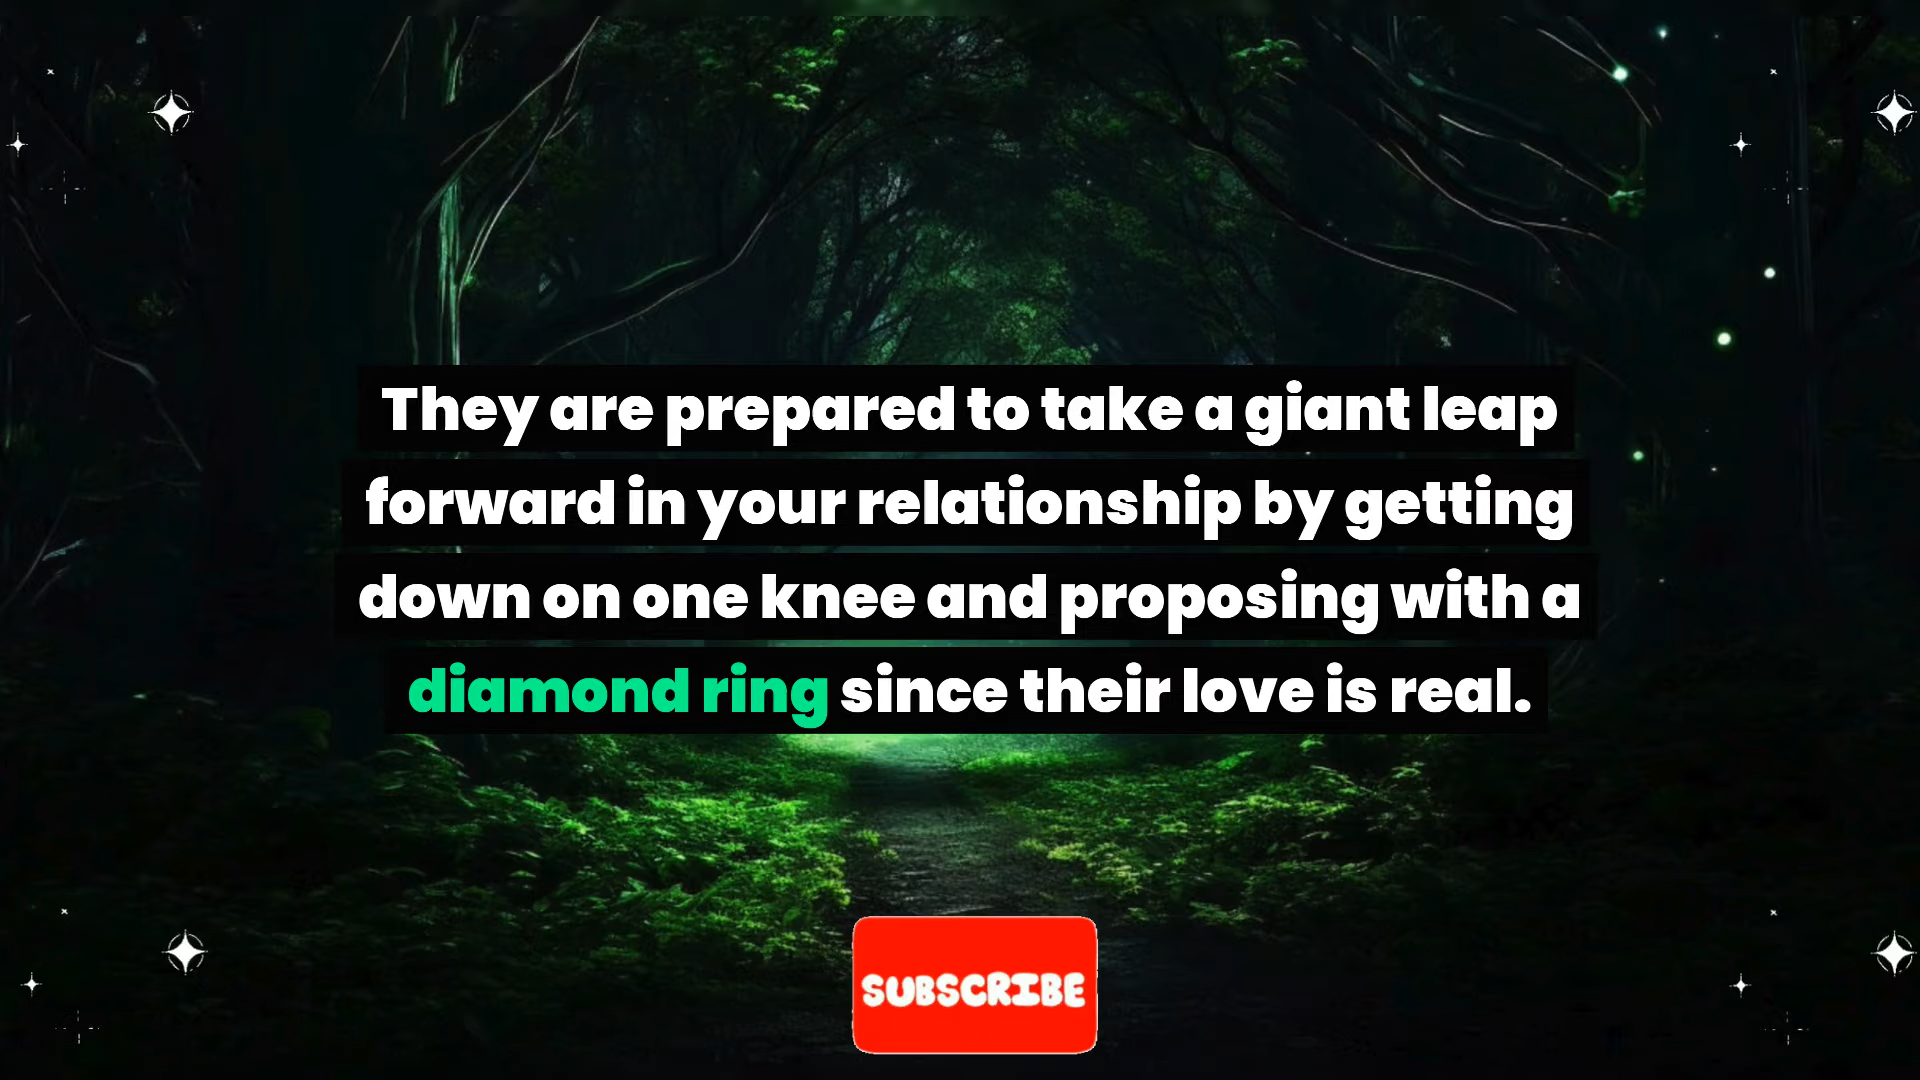 They are prepared to take a giant leap
forward in your relationship by getting
down on one knee and proposing with a
diamond ring since their love is real.
SUBSCRIBE